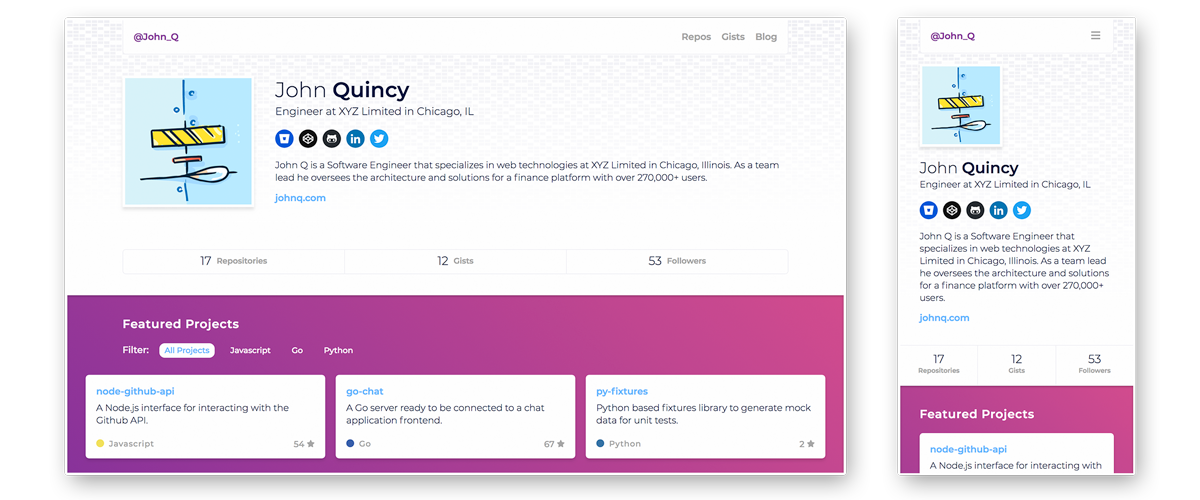 @John_Q
Repos Gists Blog
John Quincy
Engineer at XYZ Limited in Chicago, IL
John Q is a Software Engineer that specializes in web technologies at XYZ Limited in Chicago, Illinois. As a team
lead he oversees the architecture and solutions for a finance platform with over 270,000+ users.
johnq.com
17 Repositories
12 Gists
53 Followers
Featured Projects
Filter: All Projects Javascript Go Python
node-github-api
A Node.js interface for interacting with the
Github API.
Javascript 54
go-chat
A Go server ready to be connected to a chat
application frontend.
Go 67
py-fixtures
Python based fixtures library to generate mock
data for unit tests.
Python 2
@John_Q
John Quincy
Engineer at XYZ Limited in Chicago, IL
John Q is a Software Engineer that
specializes in web technologies at XYZ
Limited in Chicago, Illinois. As a team lead
he oversees the architecture and solutions
for a finance platform with over 270,000+
users.
johnq.com
17
Repositories
12
Gists
53
Followers
Featured Projects
node-github-api
A Node.js interface for interacting with